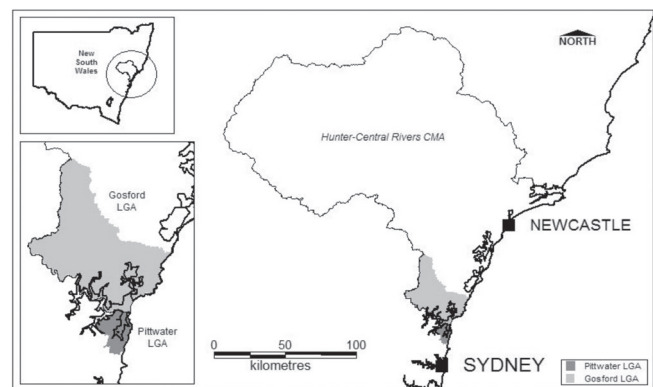 New
South
Wales
NORTH
Hunter-Central Rivers CMA
Gosford
LGA
NEWCASTLE
Pittwater
LGA
0 50 100
kilometres
SYDNEY
Pittwater LGA
Gosford LGA